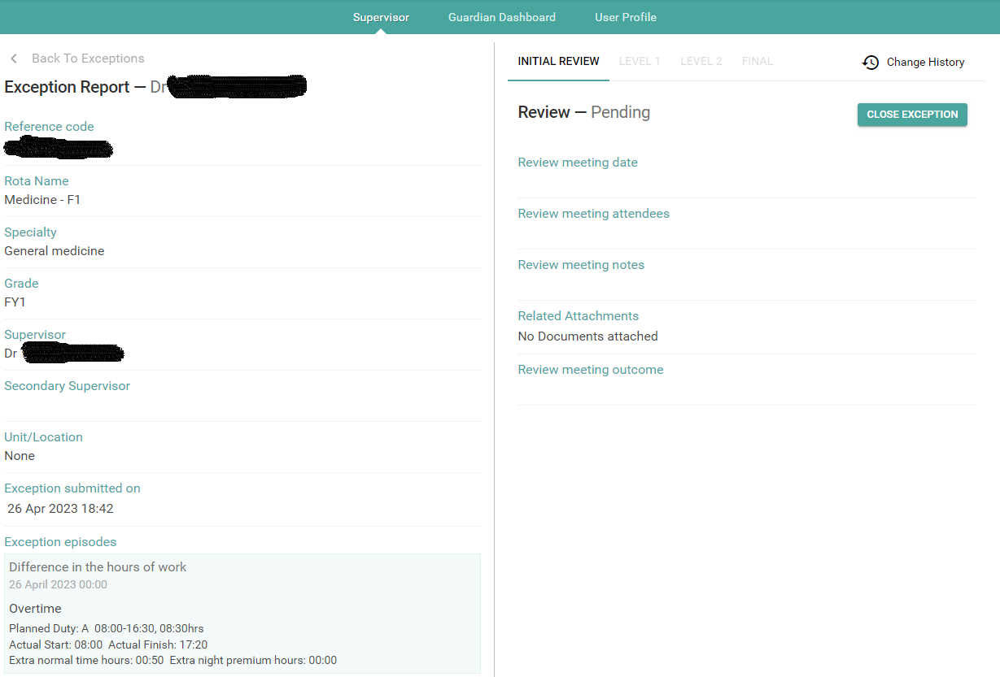 Supervisor Guardian Dashboard User Profile
Back To Exceptions
Exception Report — Dr
Reference code
Rota Name
Medicine - F1
Specialty
General medicine
Grade
FY1
Supervisor
Dr
Secondary Supervisor
Unit/Location
None
Exception submitted on
26 Apr 2023 18:42
Exception episodes
Difference in the hours of work
26 April 2023 00:00
Overtime
Planned Duty: A 08:00-16:30, 08:30hrs
Actual Start: 08:00 Actual Finish: 17:20
Extra normal time hours: 00:50 Extra night premium hours: 00:00
INITIAL REVIEW LEVEL 1 LEVEL 2 FINAL Change History
Review — Pending
CLOSE EXCEPTION
Review meeting date
Review meeting attendees
Review meeting notes
Related Attachments
No Documents attached
Review meeting outcome